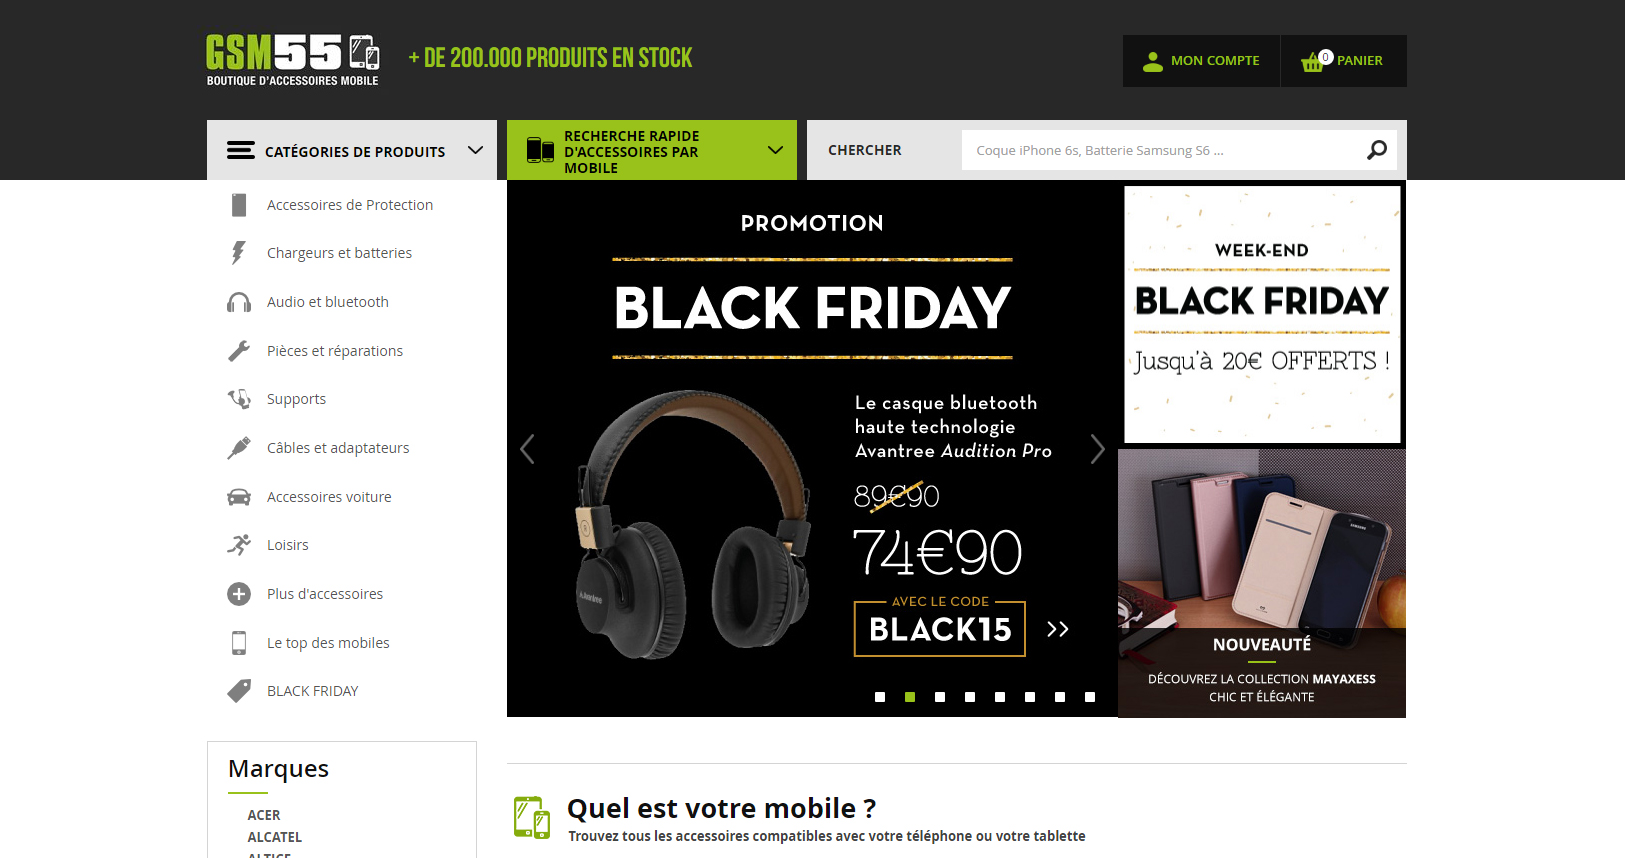 GSM55
BOUTIQUE D'ACCESSOIRES MOBILE
+ DE 200.000 PRODUITS EN STOCK
MON COMPTE
0
PANIER
CATÉGORIES DE PRODUITS
RECHERCHE RAPIDE
D'ACCESSOIRES PAR
MOBILE
CHERCHER
Coque iPhone 6s, Batterie Samsung S6 ...
Accessoires de Protection
Chargeurs et batteries
Audio et bluetooth
Pièces et réparations
Supports
Câbles et adaptateurs
Accessoires voiture
Loisirs
Plus d'accessoires
Le top des mobiles
BLACK FRIDAY
PROMOTION
BLACK FRIDAY
Le casque bluetooth
haute technologie
Avantree Audition Pro
89€90
74€90
AVEC LE CODE
BLACK15
Avantree
WEEK-END
BLACK FRIDAY
Jusqu'à 20€ OFFERTS !
SAMSUNG
NOUVEAUTÉ
DÉCOUVREZ LA COLLECTION MAYAXESS
CHIC ET ÉLÉGANTE
Marques
ACER
ALCATEL
ALTICE
Quel est votre mobile ?
Trouvez tous les accessoires compatibles avec votre téléphone ou votre tablette